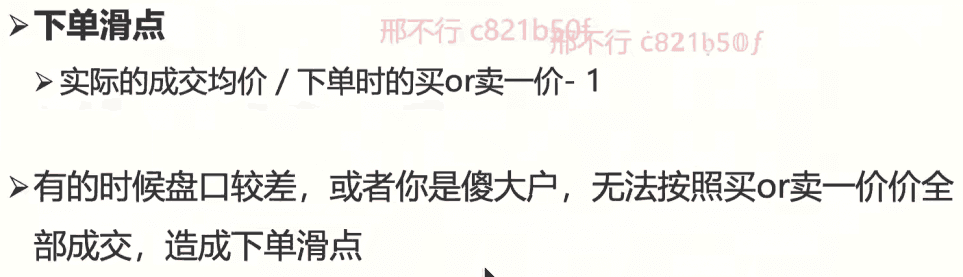 ➢下单滑点
邢不行 c821b50f
邢不行 c821b50f
➢实际的成交均价 / 下单时的买or卖一价- 1
➢有的时候盘口较差，或者你是傻大户，无法按照买or卖一价价全
部成交，造成下单滑点